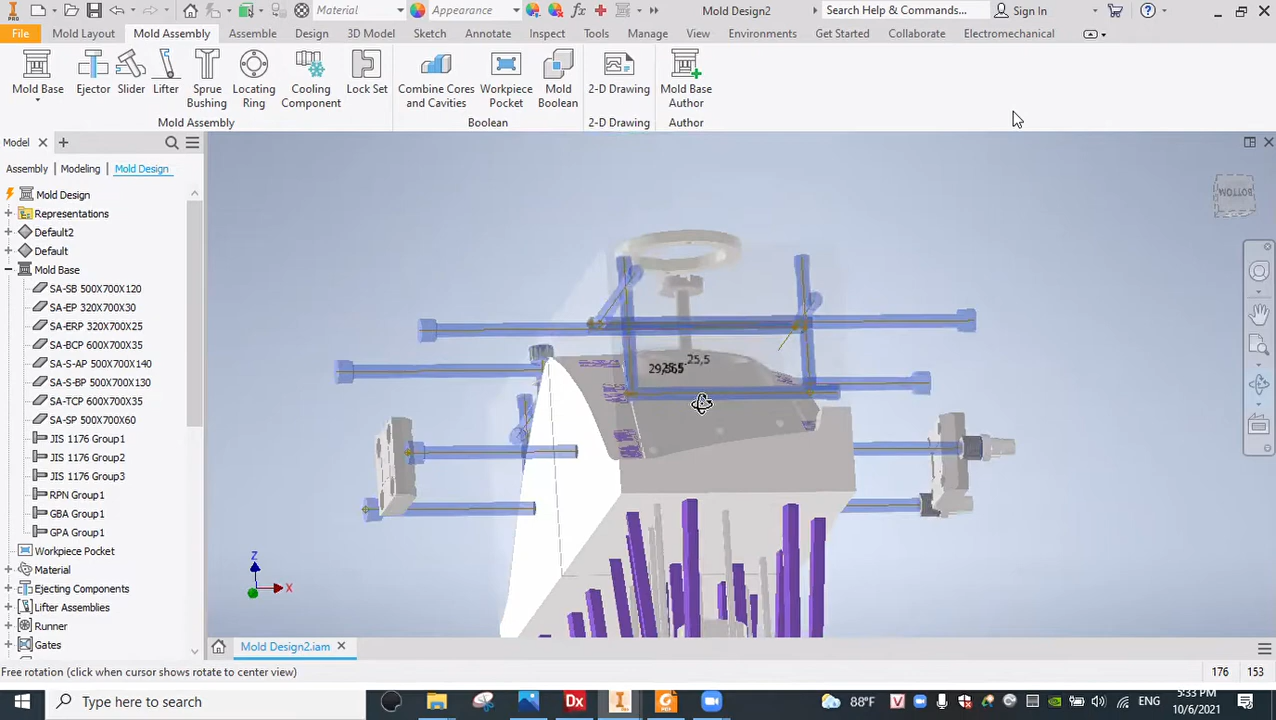 PRO
Material
Appearance
Mold Design2
Search Help & Commands...
Sign In
File
Mold Layout
Mold Assembly
Assemble
Design
3D Model
Sketch
Annotate
Inspect
Tools
Manage
View
Environments
Get Started
Collaborate
Electromechanical
Mold Base
Ejector
Slider
Lifter
Sprue Bushing
Locating Ring
Cooling Component
Lock Set
Combine Cores and Cavities
Workpiece Pocket
Mold Boolean
2-D Drawing
Mold Base Author
Mold Assembly
Boolean
2-D Drawing
Author
Model
Assembly
Modeling
Mold Design
Mold Design
Representations
Default2
Default
Mold Base
SA-SB 500X700X120
SA-EP 320X700X30
SA-ERP 320X700X25
SA-BCP 600X700X35
SA-S-AP 500X700X140
SA-S-BP 500X700X130
SA-TCP 600X700X35
SA-SP 500X700X60
JIS 1176 Group1
JIS 1176 Group2
JIS 1176 Group3
RPN Group1
GBA Group1
GPA Group1
Workpiece Pocket
Material
Ejecting Components
Lifter Assemblies
Runner
Gates
BOTTOM
25,5
Z
X
Mold Design2.iam
Free rotation (click when cursor shows rotate to center view)
176
153
Type here to search
Dx
88°F
ENG
5:33 PM
10/6/2021